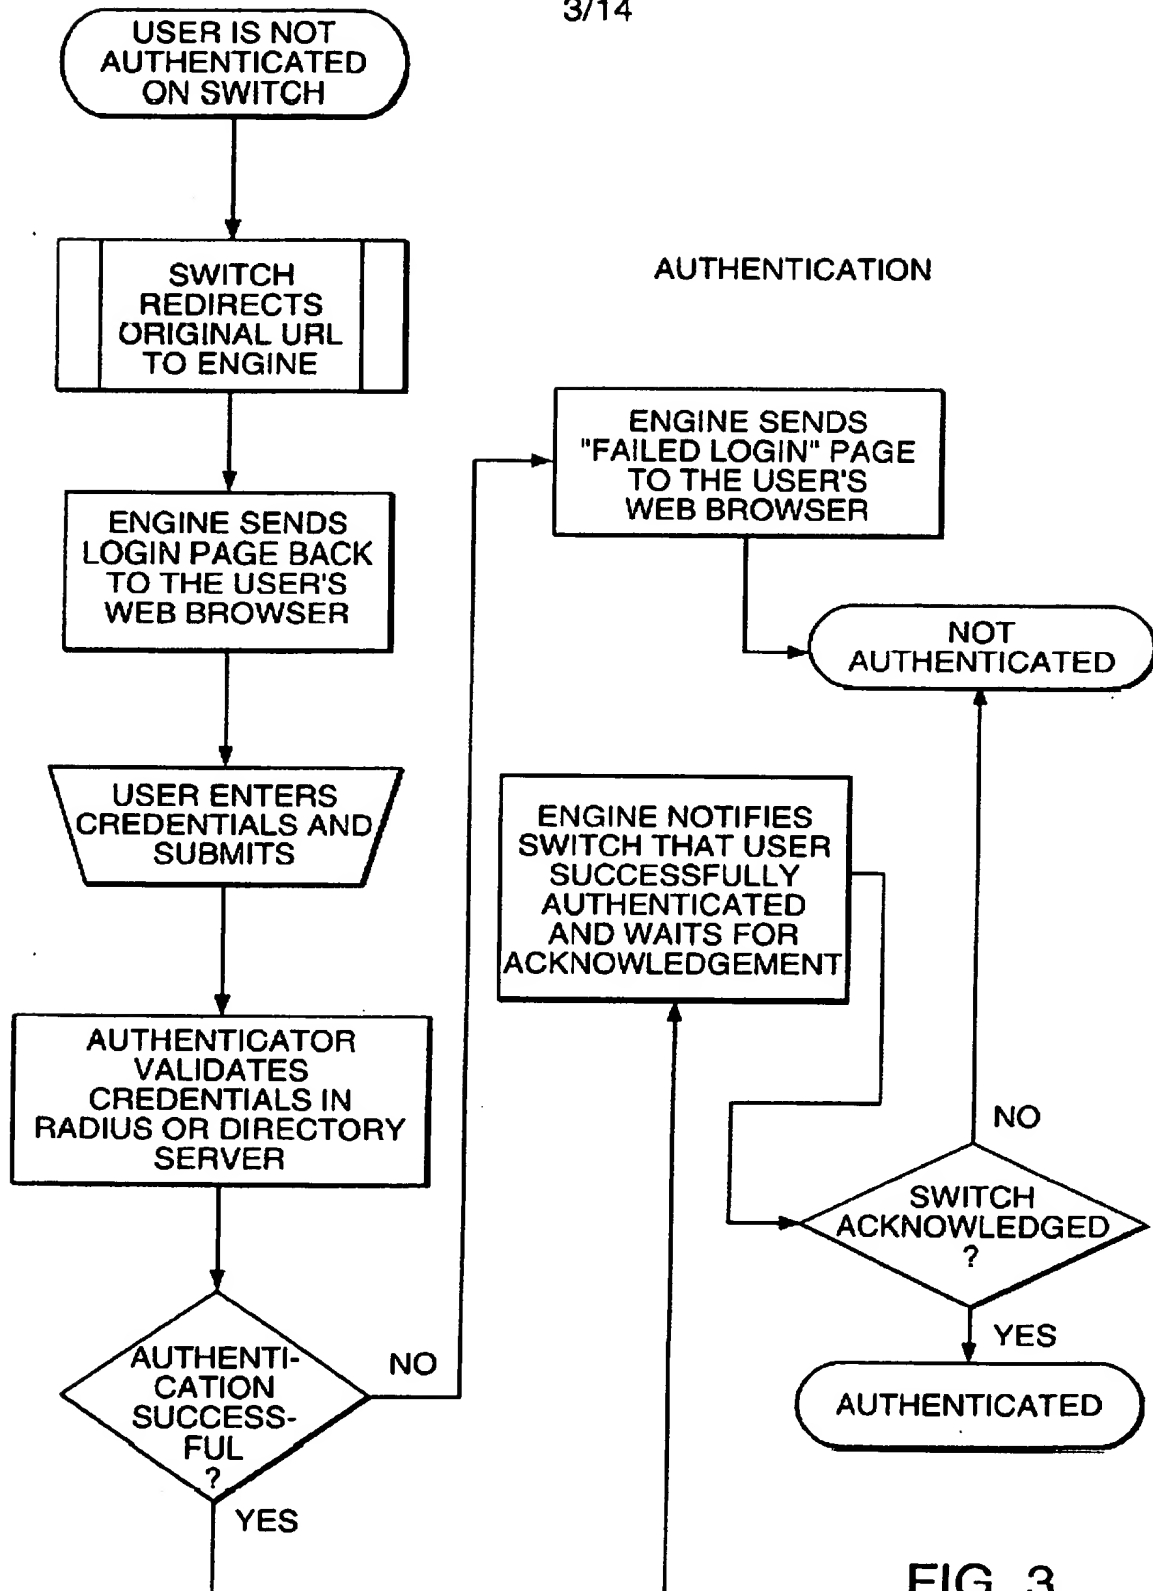 3/14
USER IS NOT
AUTHENTICATED
ON SWITCH
SWITCH
REDIRECTS
ORIGINAL URL
TO ENGINE
AUTHENTICATION
ENGINE SENDS
LOGIN PAGE BACK
TO THE USER'S
WEB BROWSER
ENGINE SENDS
"FAILED LOGIN" PAGE
TO THE USER'S
WEB BROWSER
NOT
AUTHENTICATED
USER ENTERS
CREDENTIALS AND
SUBMITS
ENGINE NOTIFIES
SWITCH THAT USER
SUCCESSFULLY
AUTHENTICATED
AND WAITS FOR
ACKNOWLEDGEMENT
AUTHENTICATOR
VALIDATES
CREDENTIALS IN
RADIUS OR DIRECTORY
SERVER
NO
SWITCH
ACKNOWLEDGED
?
YES
AUTHENTICATED
AUTHENTI-
CATION
SUCCESS-
FUL
?
NO
YES
FIG. 3